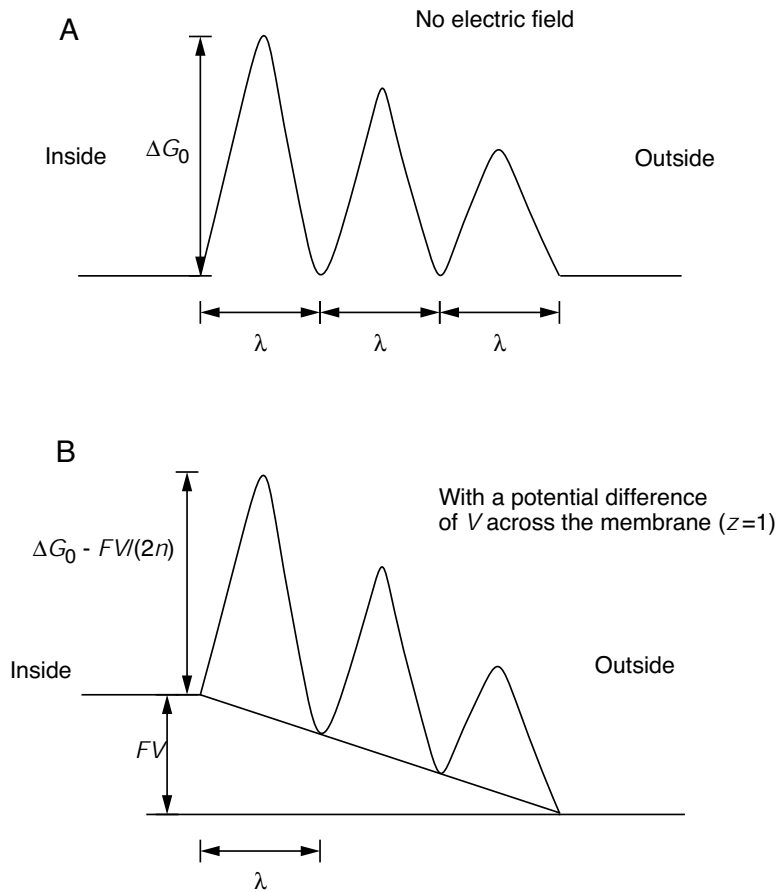 A
No electric field
ΔG0
Inside
Outside
λ
λ
λ
B
With a potential difference
of V across the membrane (z=1)
ΔG0 - FV/(2n)
Inside
Outside
FV
λ